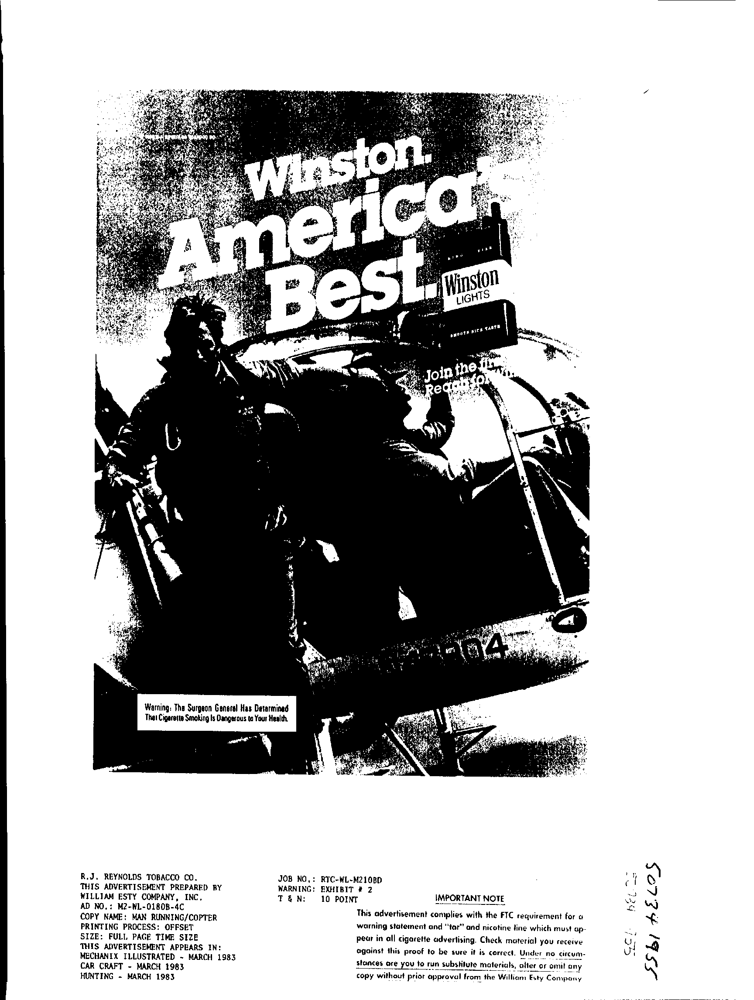 Winston.
America's
Best.
Winston
LIGHTS
Join the
Reach for
Warning: The Surgeon General Has Determined
That Cigarette Smoking Is Dangerous to Your Health.
R.J. REYNOLDS TOBACCO CO.
THIS ADVERTISEMENT PREPARED BY
WILLIAM ESTY COMPANY, INC.
AD NO.: M2-WL-0180B-4C
COPY NAME: MAN RUNNING/COPTER
PRINTING PROCESS: OFFSET
SIZE: FULL PAGE TIME SIZE
THIS ADVERTISEMENT APPEARS IN:
MECHANIX ILLUSTRATED - MARCH 1983
CAR CRAFT - MARCH 1983
HUNTING - MARCH 1983
JOB NO.: RTC-WL-M2108D
WARNING: EXHIBIT # 2
T & N: 10 POINT
IMPORTANT NOTE
This advertisement complies with the FTC requirement for a
warning statement and "tar" and nicotine line which must ap-
pear in all cigarette advertising. Check material you receive
against this proof to be sure it is correct. Under no circum-
stances are you to run substitute materials, alter or omit any
copy without prior approval from the William Esty Company
50734 1955